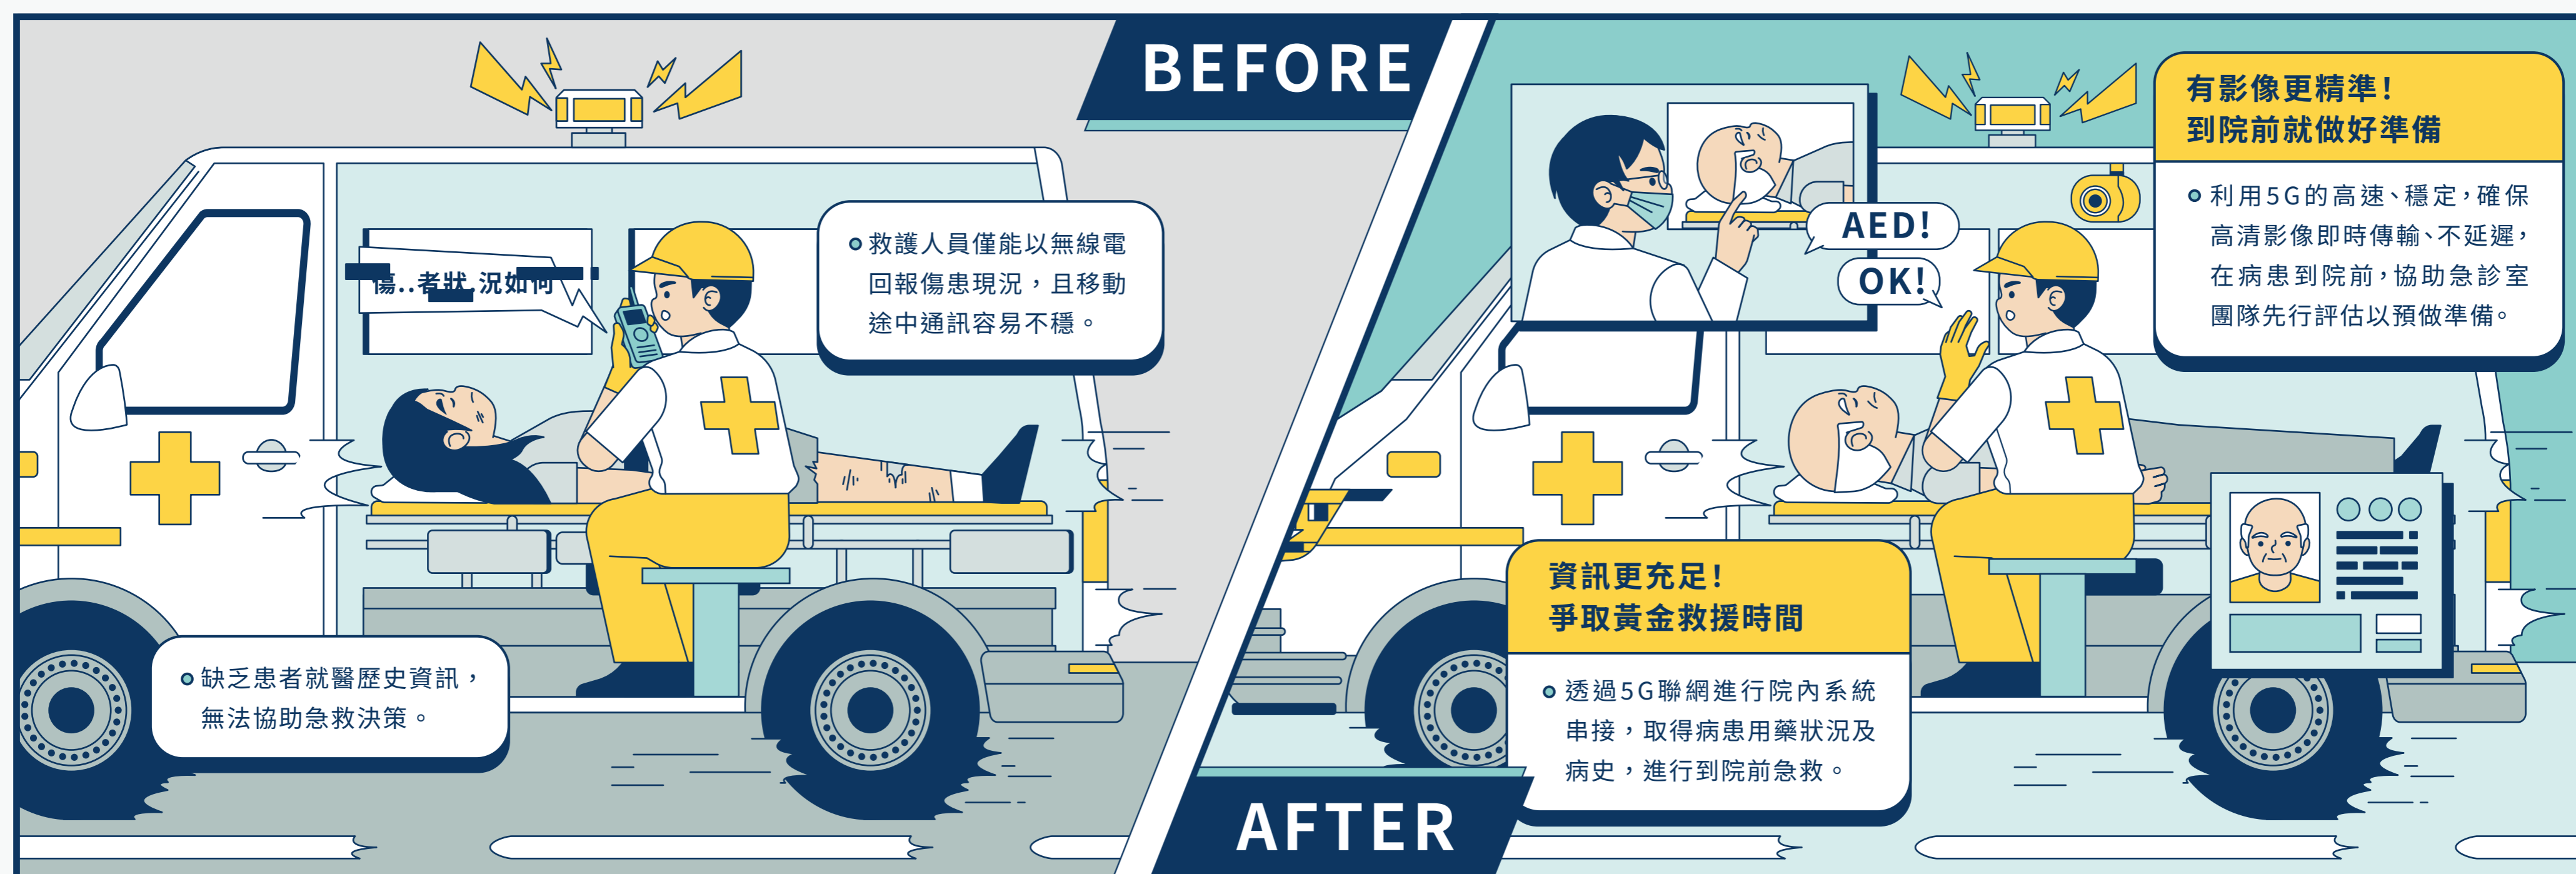 BEFORE
傷..者狀.況如何
救護人員僅能以無線電
回報傷患現況，且移動
途中通訊容易不穩。
缺乏患者就醫歷史資訊，
無法協助急救決策。
AED!
OK!
有影像更精準！
到院前就做好準備
利用5G的高速、穩定，確保
高清影像即時傳輸、不延遲，
在病患到院前，協助急診室
團隊先行評估以預做準備。
資訊更充足！
爭取黃金救援時間
透過5G聯網進行院內系統
串接，取得病患用藥狀況及
病史，進行到院前急救。
AFTER